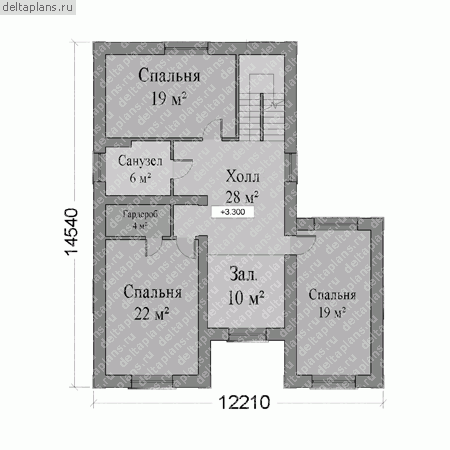 deltaplans.ru
Спальня
19 м²
Санузел
6 м²
Холл
28 м²
+3.300
Гардероб
4 м²
Зал.
10 м²
Спальня
22 м²
Спальня
19 м²
14540
12210